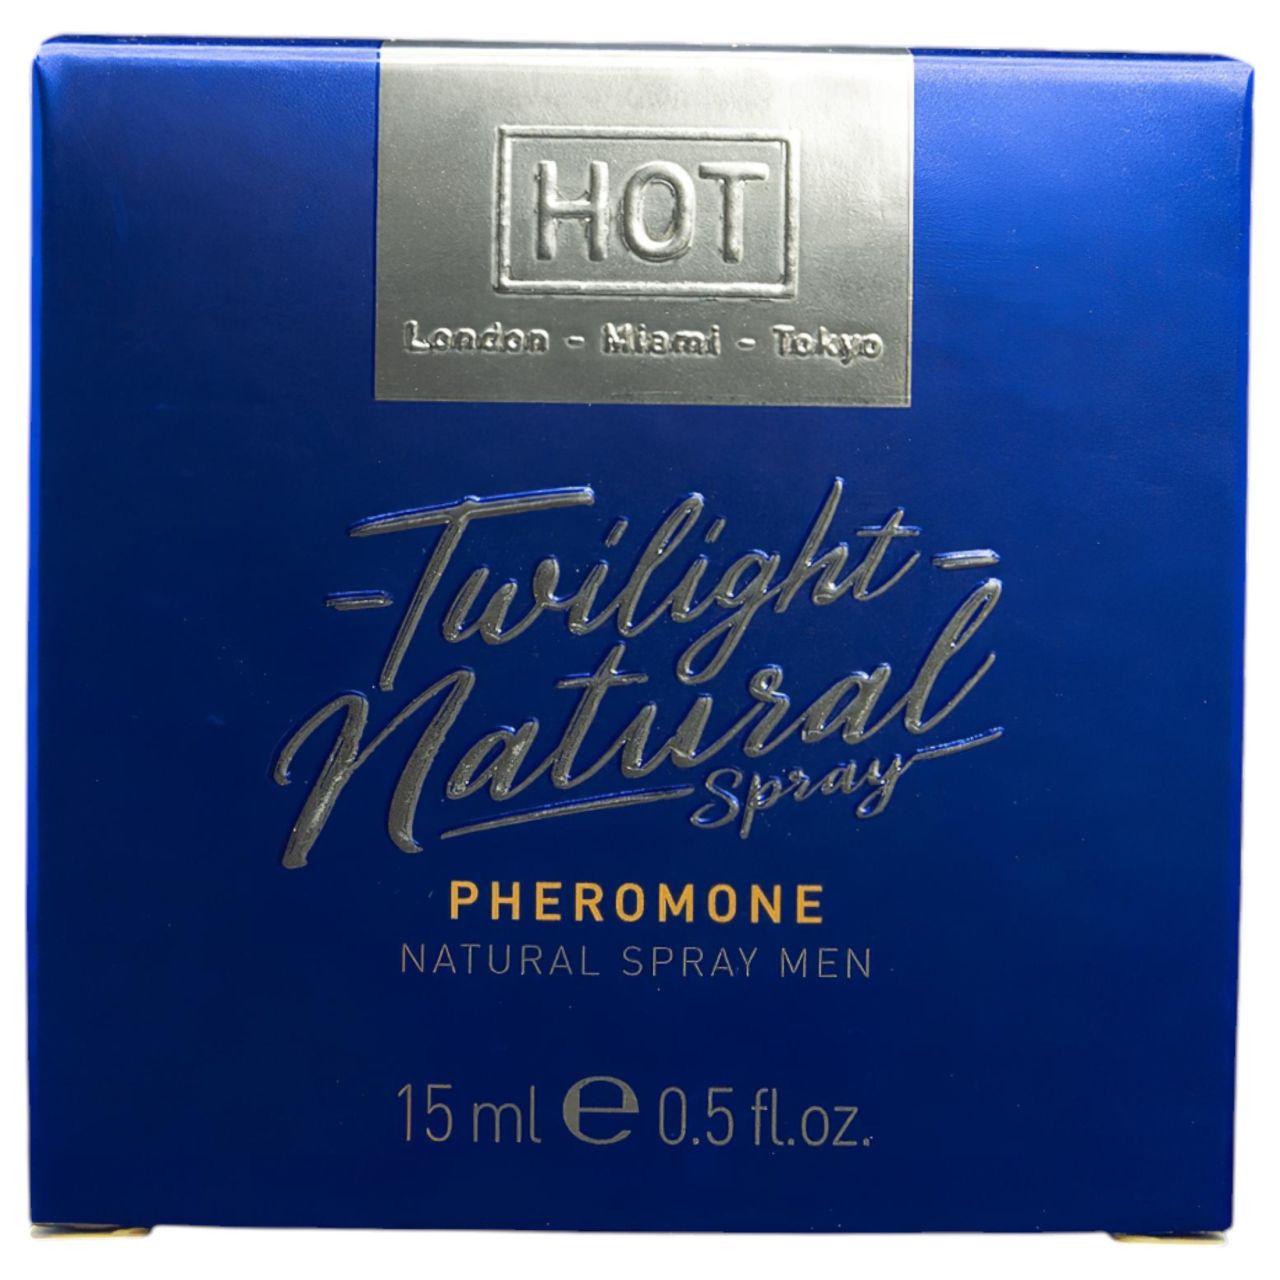 HOT
London - Miami - Tokyo
- Twilight -
Natural
Spray
PHEROMONE
NATURAL SPRAY MEN
15 ml ℮ 0.5 fl.oz.